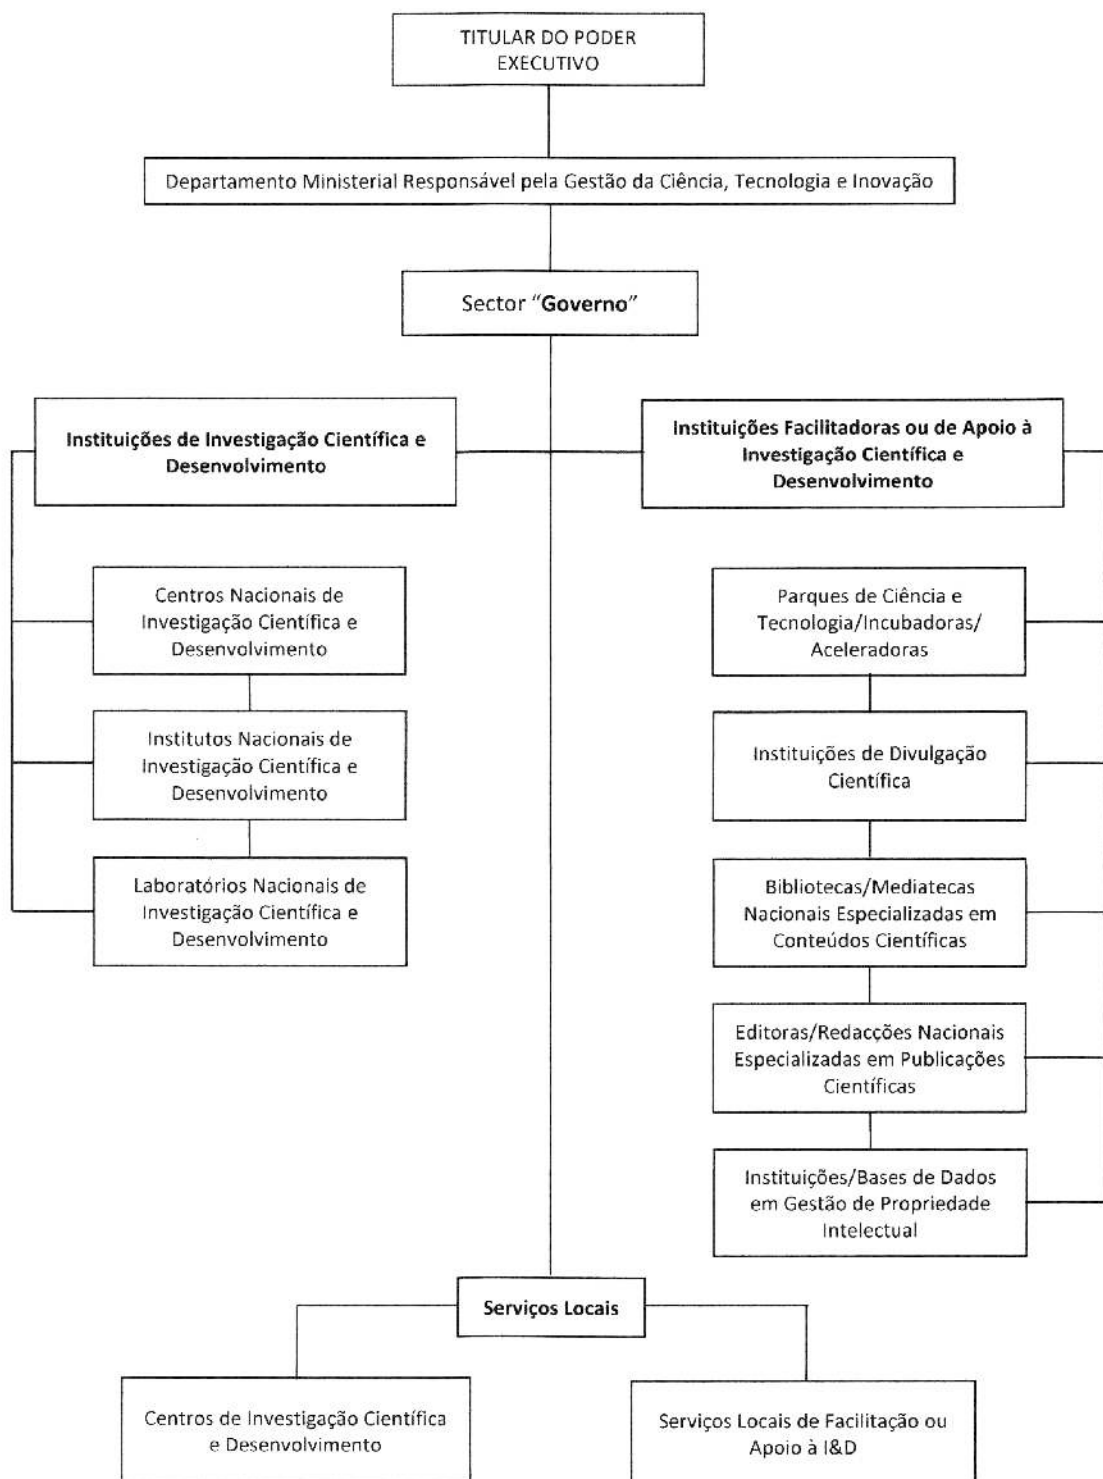 TITULAR DO PODER
EXECUTIVO
Departamento Ministerial Responsável pela Gestão da Ciência, Tecnologia e Inovação
Sector “Governo”
Instituições de Investigação Científica e
Desenvolvimento
Instituições Facilitadoras ou de Apoio à
Investigação Científica e
Desenvolvimento
Centros Nacionais de
Investigação Científica e
Desenvolvimento
Institutos Nacionais de
Investigação Científica e
Desenvolvimento
Laboratórios Nacionais de
Investigação Científica e
Desenvolvimento
Parques de Ciência e
Tecnologia/Incubadoras/
Aceleradoras
Instituições de Divulgação
Científica
Bibliotecas/Mediatecas
Nacionais Especializadas em
Conteúdos Científicas
Editoras/Redacções Nacionais
Especializadas em Publicações
Científicas
Instituições/Bases de Dados
em Gestão de Propriedade
Intelectual
Serviços Locais
Centros de Investigação Científica
e Desenvolvimento
Serviços Locais de Facilitação ou
Apoio à I&D